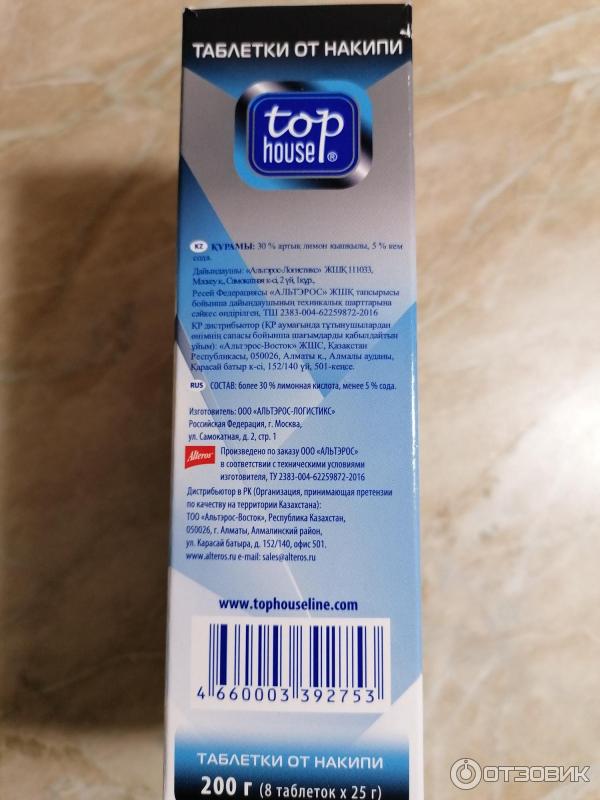 ТАБЛЕТКИ ОТ НАКИПИ
top
house®
KZ ҚҰРАМЫ: 30 % артық лимон қышқылы, 5 % кем
сода.
Дайындаушы: «Альтэрос-Логистикс» ЖШҚ 111033,
Мәскеу қ., Самокатная к-сі, 2 үй, 1құр.,
Ресей Федерациясы «АЛЬТЭРОС» ЖШҚ тапсырысы
бойынша дайындаушының техникалық шарттарына
сәйкес өндірілген, ТШ 2383-004-62259872-2016
ҚР дистрибьютор (ҚР аумағында тұтынушылардан
өнімнің сапасы бойынша шағымдарды қабылдайтын
ұйым): «Альтэрос-Восток» ЖШС, Қазақстан
Республикасы, 050026, Алматы қ., Алмалы ауданы,
Қарасай батыр к-сі, 152/140 үй, 501-кеңсе.
RUS СОСТАВ: более 30 % лимонная кислота, менее 5 % сода.
Изготовитель: ООО «АЛЬТЭРОС-ЛОГИСТИКС»
Российская Федерация, г. Москва,
ул. Самокатная, д. 2, стр. 1
Alteros Произведено по заказу ООО «АЛЬТЭРОС»
в соответствии с техническими условиями
изготовителя, ТУ 2383-004-62259872-2016
Дистрибьютор в РК (Организация, принимающая претензии
по качеству на территории Казахстана):
ТОО «Альтэрос-Восток», Республика Казахстан,
050026, г. Алматы, Алмалинский район,
ул. Карасай батыра, д. 152/140, офис 501.
www.alteros.ru e-mail: sales@alteros.ru
www.tophouseline.com
4 660003 392753
ТАБЛЕТКИ ОТ НАКИПИ
200 г (8 таблеток х 25 г)
ОТЗОВИК